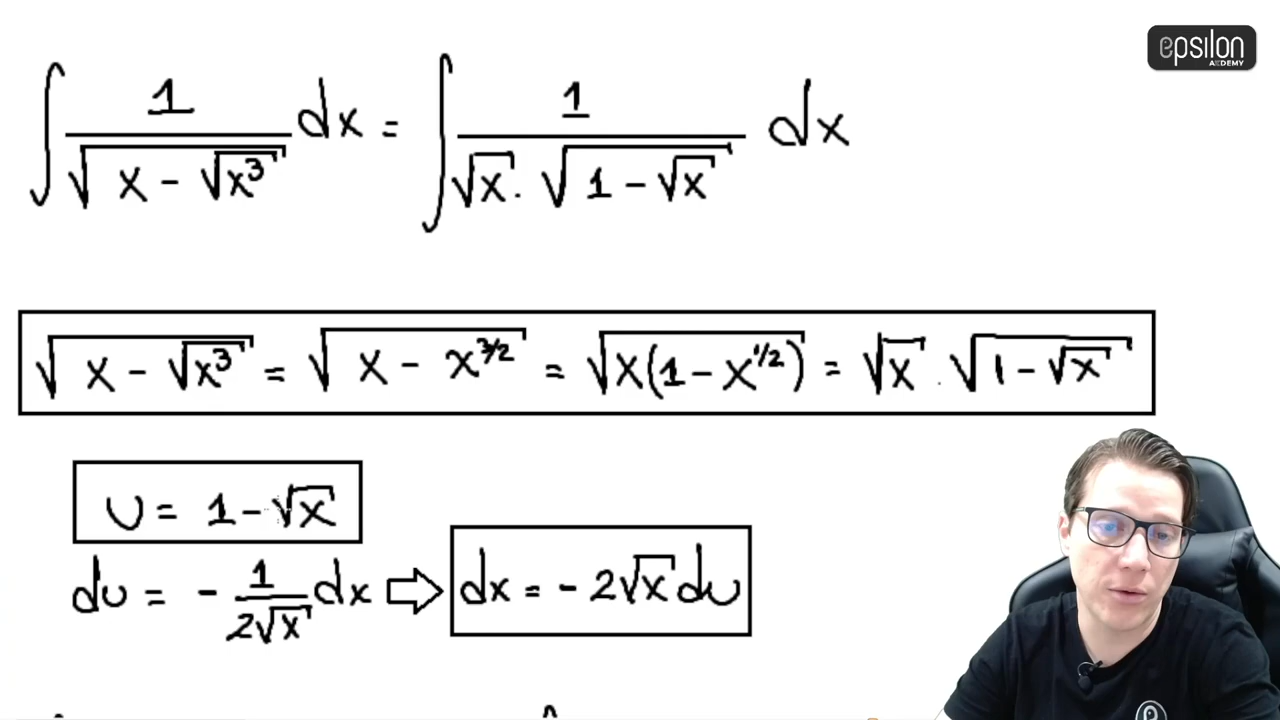 epsilon
ACADEMY
∫ 1/√(x - √(x³)) dx = ∫ 1/(√x · √(1 - √x)) dx
√(x - √(x³)) = √(x - x^(3/2)) = √(x(1 - x^(1/2))) = √x · √(1 - √x)
u = 1 - √x
du = - 1/(2√x) dx ⇒ dx = - 2√x du